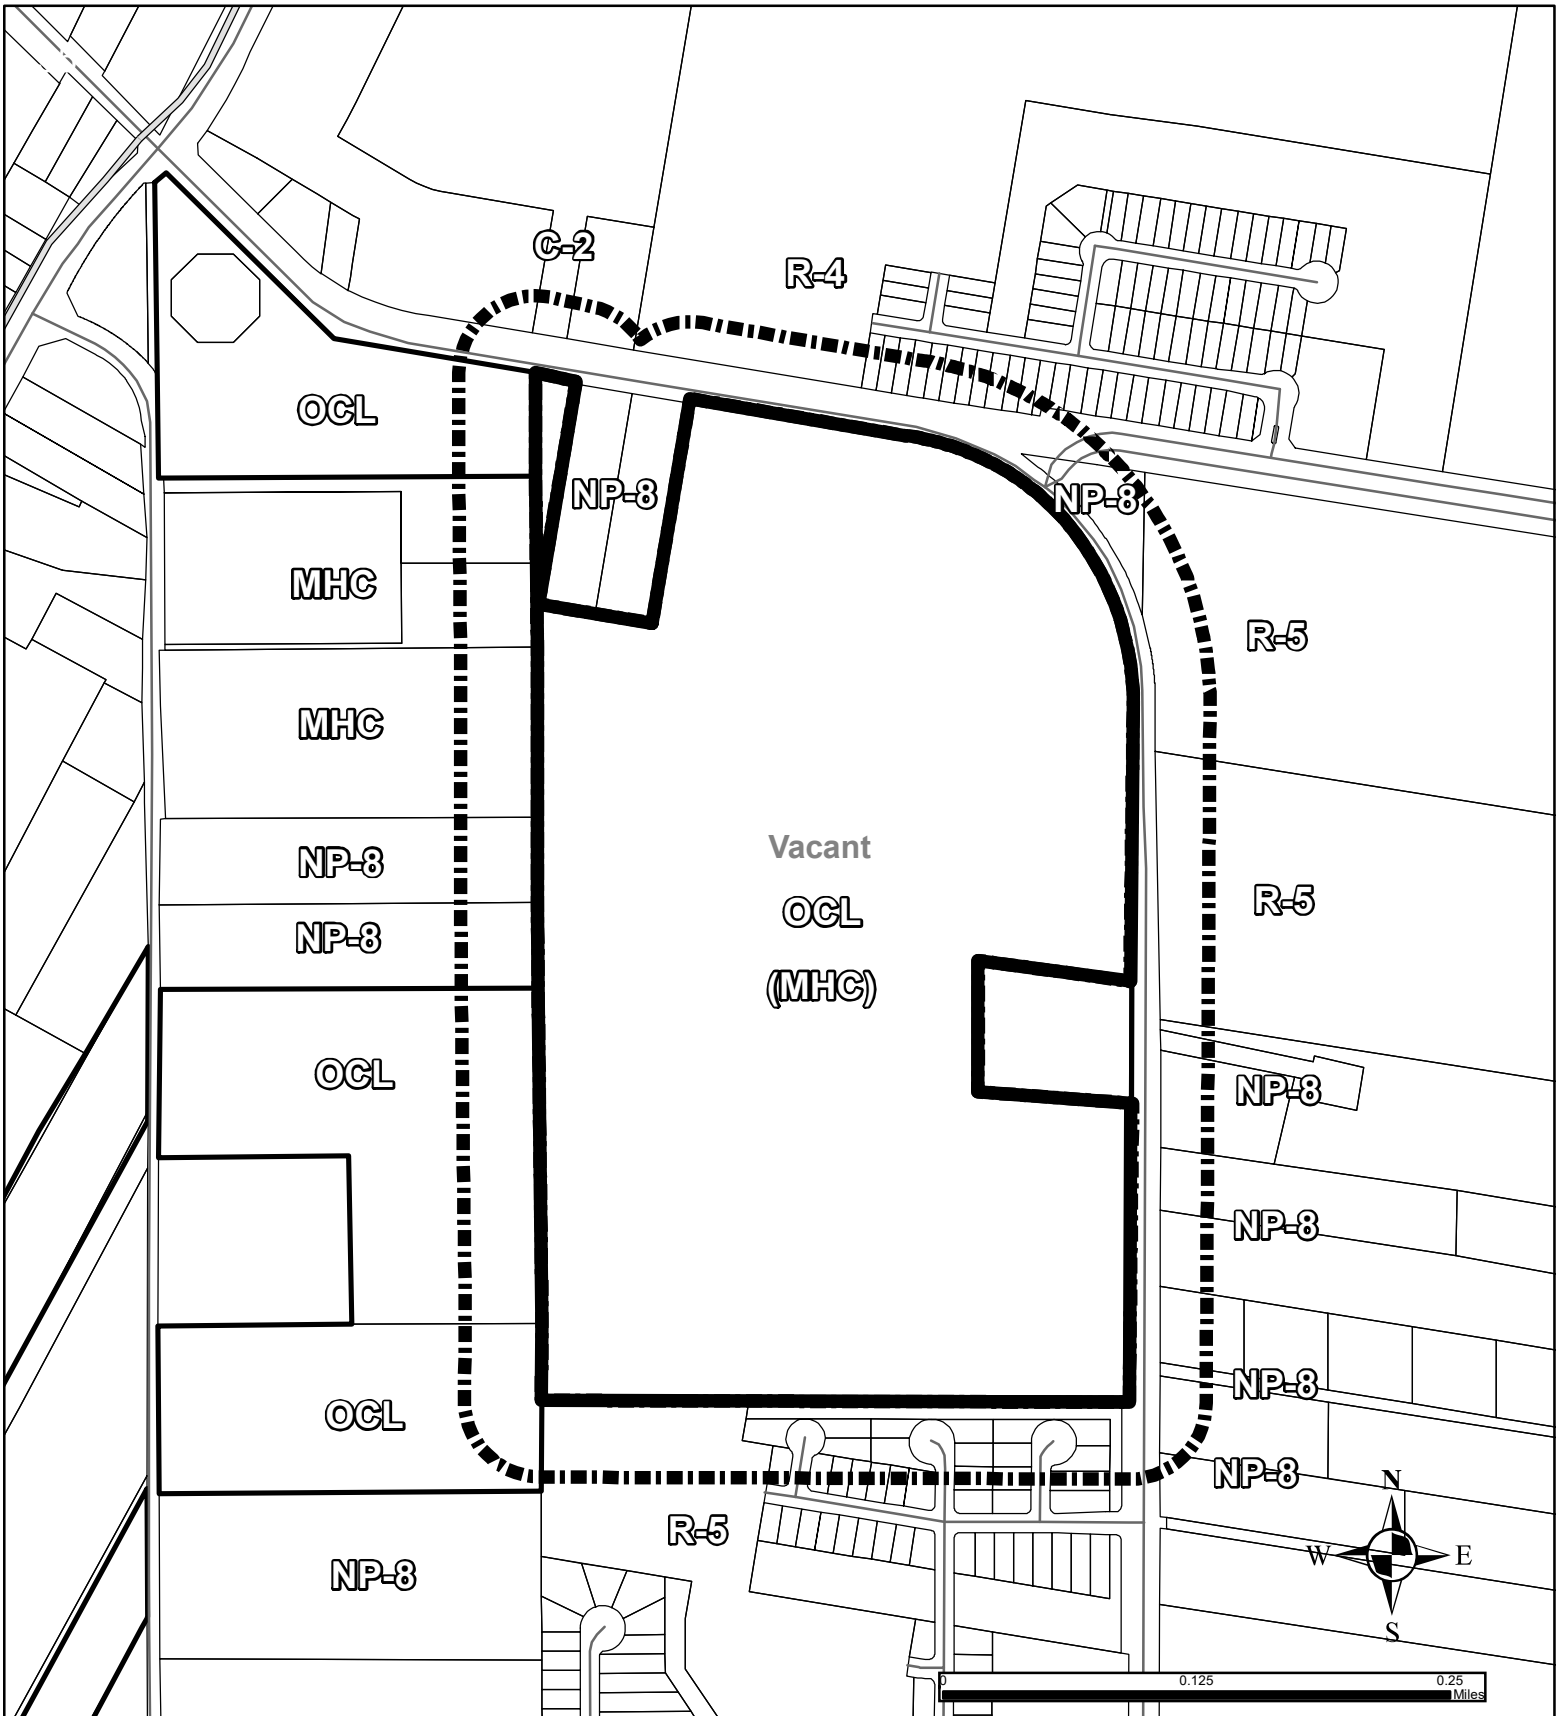 C-2
R-4
OCL
NP-8
NP-8
MHC
R-5
MHC
Vacant
NP-8
OCL
R-5
NP-8
(MHC)
OCL
NP-8
NP-8
NP-8
OCL
NP-8
N
R-5
W
E
NP-8
S
0
0.125
0.25
Miles